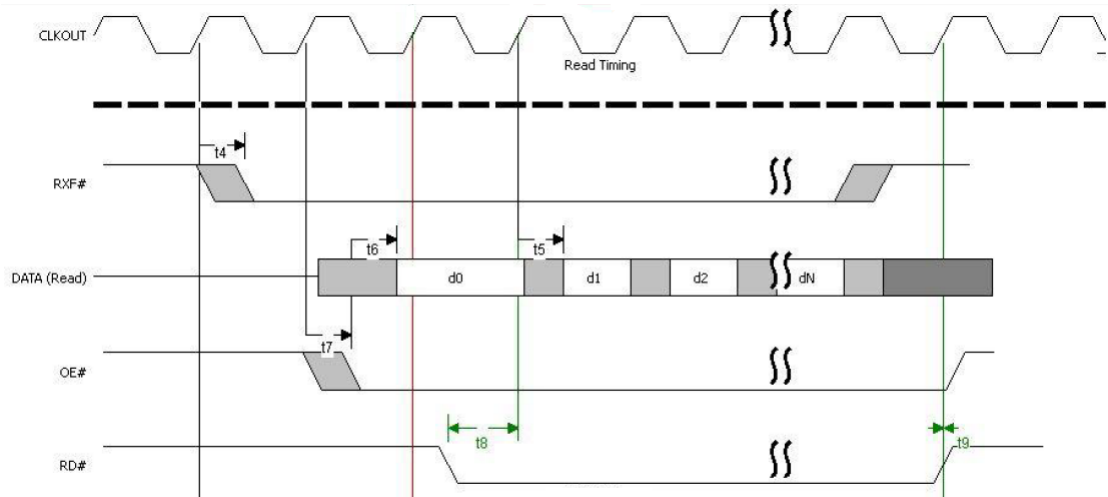 CLKOUT
Read Timing
t4
RXF#
t6
t5
DATA (Read)
d0
d1
d2
dN
t7
OE#
t8
t9
RD#